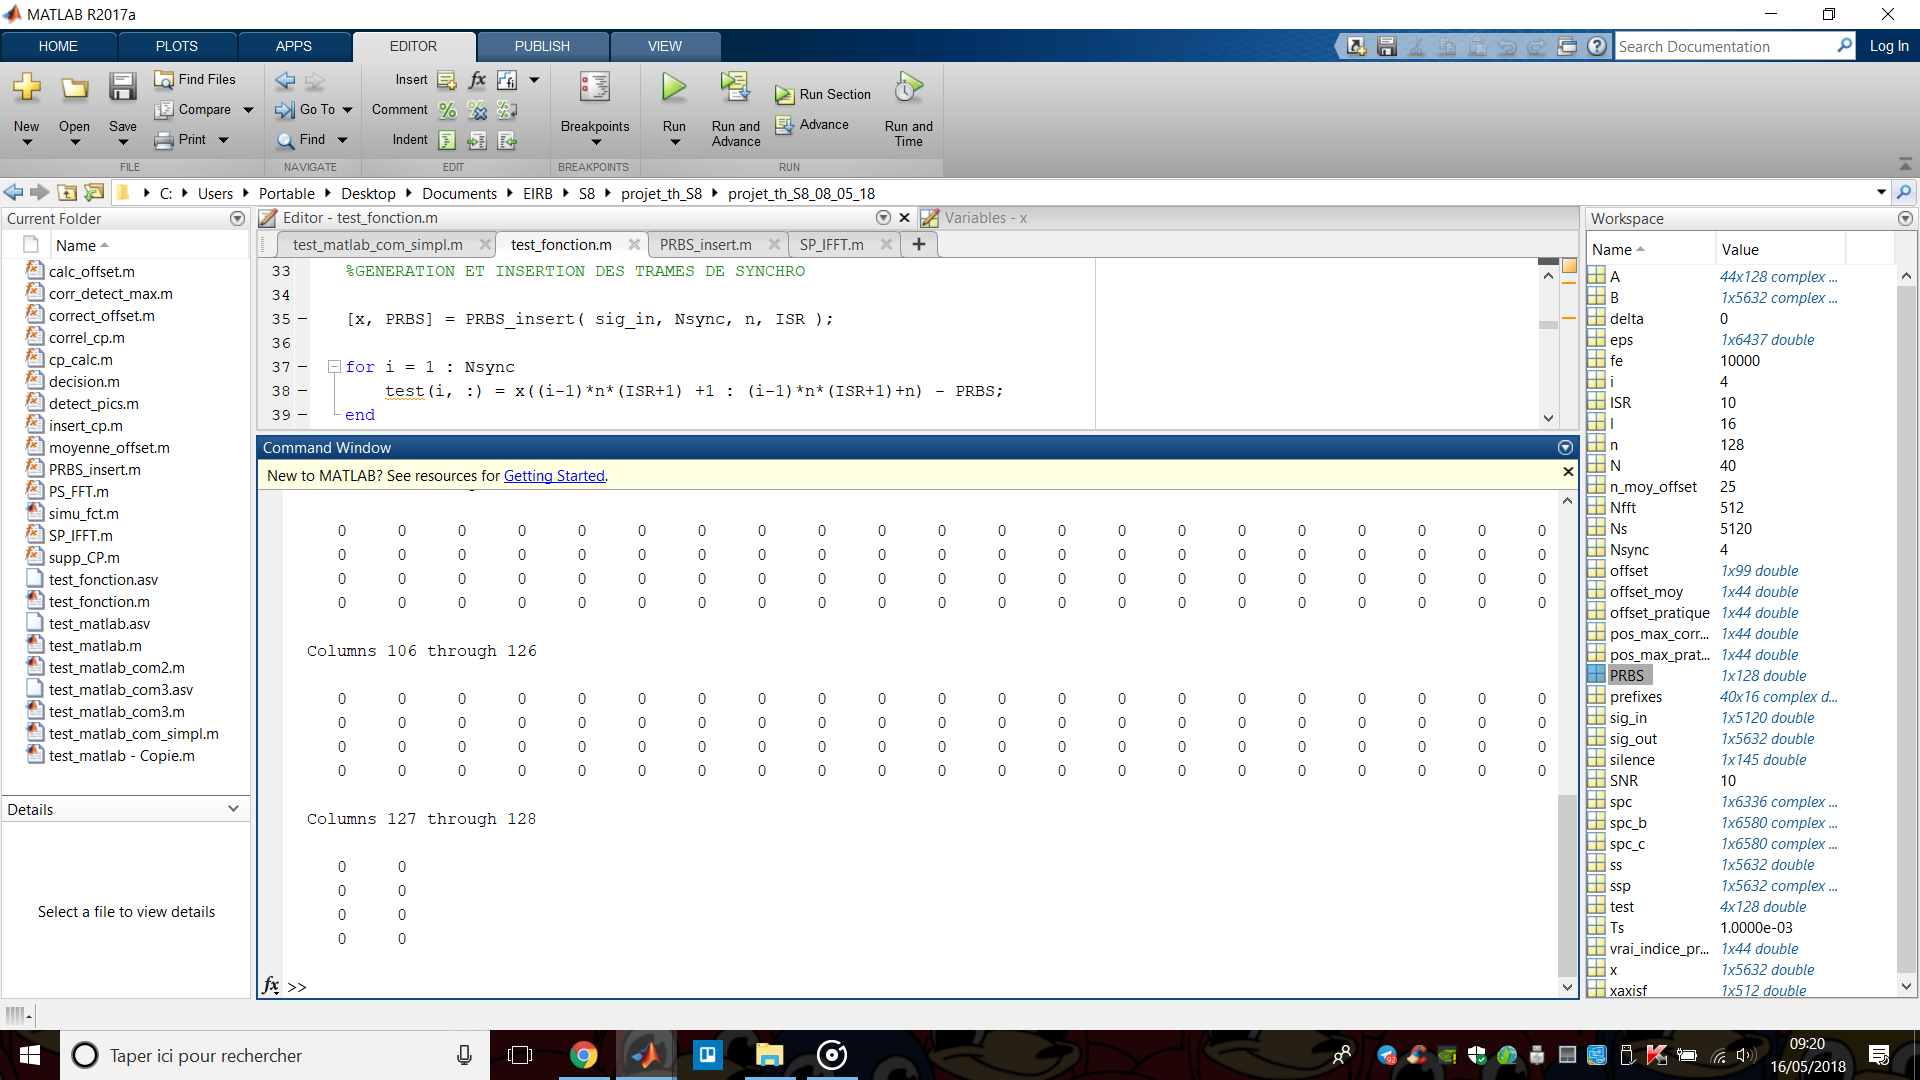 MATLAB R2017a
HOME PLOTS APPS EDITOR PUBLISH VIEW
Search Documentation
Log In
New
Open
Save
Find Files
Compare
Print
FILE
Go To
Find
NAVIGATE
Insert
Comment
Indent
EDIT
Breakpoints
BREAKPOINTS
Run
Run and Advance
Run Section
Advance
Run and Time
RUN
C: Users Portable Desktop Documents EIRB S8 projet_th_S8 projet_th_S8_08_05_18
Current Folder
Name
calc_offset.m
corr_detect_max.m
correct_offset.m
correl_cp.m
cp_calc.m
decision.m
detect_pics.m
insert_cp.m
moyenne_offset.m
PRBS_insert.m
PS_FFT.m
simu_fct.m
SP_IFFT.m
supp_CP.m
test_fonction.asv
test_fonction.m
test_matlab.asv
test_matlab.m
test_matlab_com2.m
test_matlab_com3.asv
test_matlab_com3.m
test_matlab_com_simpl.m
test_matlab - Copie.m
Details
Select a file to view details
Editor - test_fonction.m
Variables - x
test_matlab_com_simpl.m test_fonction.m PRBS_insert.m SP_IFFT.m +
33 %GENERATION ET INSERTION DES TRAMES DE SYNCHRO
34
35 – [x, PRBS] = PRBS_insert( sig_in, Nsync, n, ISR );
36
37 – for i = 1 : Nsync
38 – test(i, :) = x((i-1)*n*(ISR+1) +1 : (i-1)*n*(ISR+1)+n) - PRBS;
39 – end
Command Window
New to MATLAB? See resources for Getting Started.
0 0 0 0 0 0 0 0 0 0 0 0 0 0 0 0 0 0 0 0 0
0 0 0 0 0 0 0 0 0 0 0 0 0 0 0 0 0 0 0 0 0
0 0 0 0 0 0 0 0 0 0 0 0 0 0 0 0 0 0 0 0 0
0 0 0 0 0 0 0 0 0 0 0 0 0 0 0 0 0 0 0 0 0
Columns 106 through 126
0 0 0 0 0 0 0 0 0 0 0 0 0 0 0 0 0 0 0 0 0
0 0 0 0 0 0 0 0 0 0 0 0 0 0 0 0 0 0 0 0 0
0 0 0 0 0 0 0 0 0 0 0 0 0 0 0 0 0 0 0 0 0
0 0 0 0 0 0 0 0 0 0 0 0 0 0 0 0 0 0 0 0 0
Columns 127 through 128
0 0
0 0
0 0
0 0
fx >>
Workspace
Name Value
A 44x128 complex ...
B 1x5632 complex ...
delta 0
eps 1x6437 double
fe 10000
i 4
ISR 10
l 16
n 128
N 40
n_moy_offset 25
Nfft 512
Ns 5120
Nsync 4
offset 1x99 double
offset_moy 1x44 double
offset_pratique 1x44 double
pos_max_corr... 1x44 double
pos_max_prat... 1x44 double
PRBS 1x128 double
prefixes 40x16 complex d...
sig_in 1x5120 double
sig_out 1x5632 double
silence 1x145 double
SNR 10
spc 1x6336 complex ...
spc_b 1x6580 complex ...
spc_c 1x6580 complex ...
ss 1x5632 double
ssp 1x5632 complex ...
test 4x128 double
Ts 1.0000e-03
vrai_indice_pr... 1x44 double
x 1x5632 double
xaxisf 1x512 double
Taper ici pour rechercher
09:20
16/05/2018